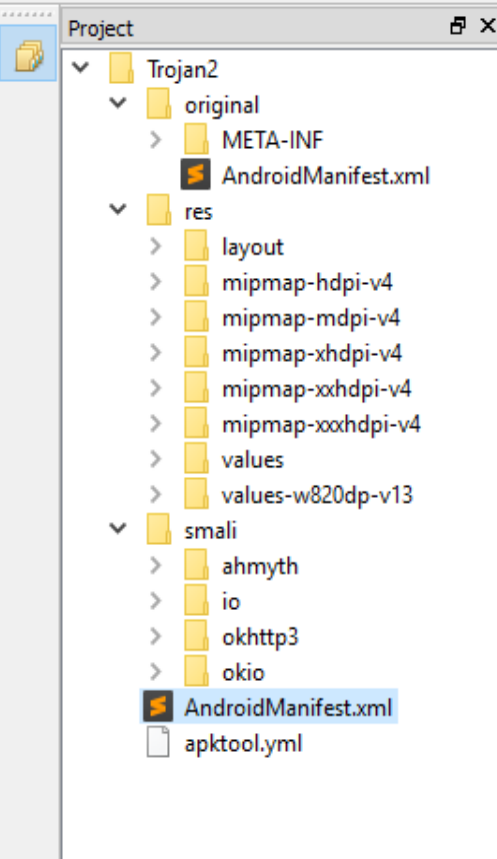 Project
Trojan2
original
META-INF
AndroidManifest.xml
res
layout
mipmap-hdpi-v4
mipmap-mdpi-v4
mipmap-xhdpi-v4
mipmap-xxhdpi-v4
mipmap-xxxhdpi-v4
values
values-w820dp-v13
smali
ahmyth
io
okhttp3
okio
AndroidManifest.xml
apktool.yml